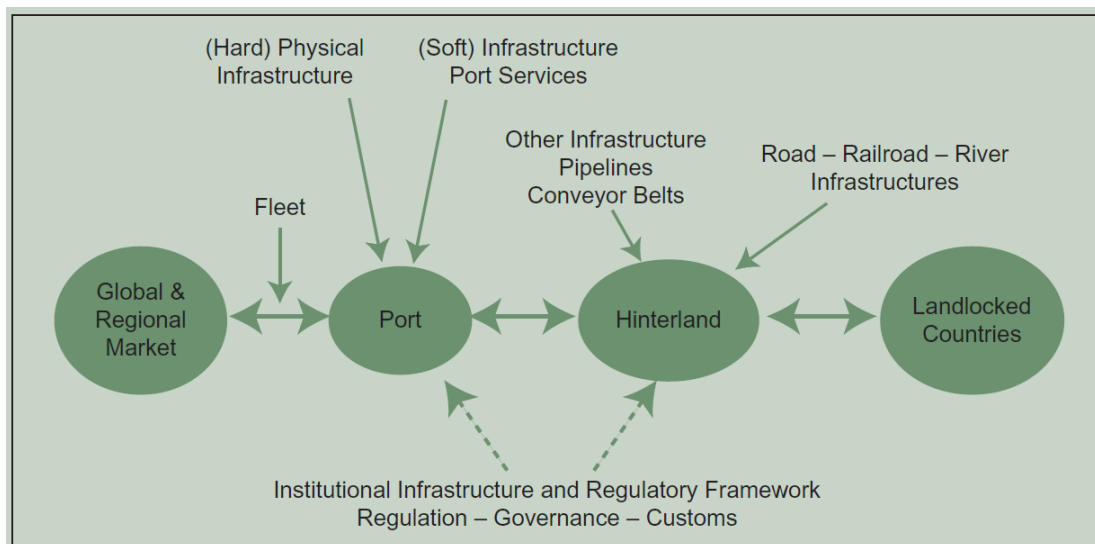 (Hard) Physical
Infrastructure
(Soft) Infrastructure
Port Services
Other Infrastructure
Pipelines
Conveyor Belts
Road – Railroad – River
Infrastructures
Fleet
Global &
Regional
Market
Port
Hinterland
Landlocked
Countries
Institutional Infrastructure and Regulatory Framework
Regulation – Governance – Customs